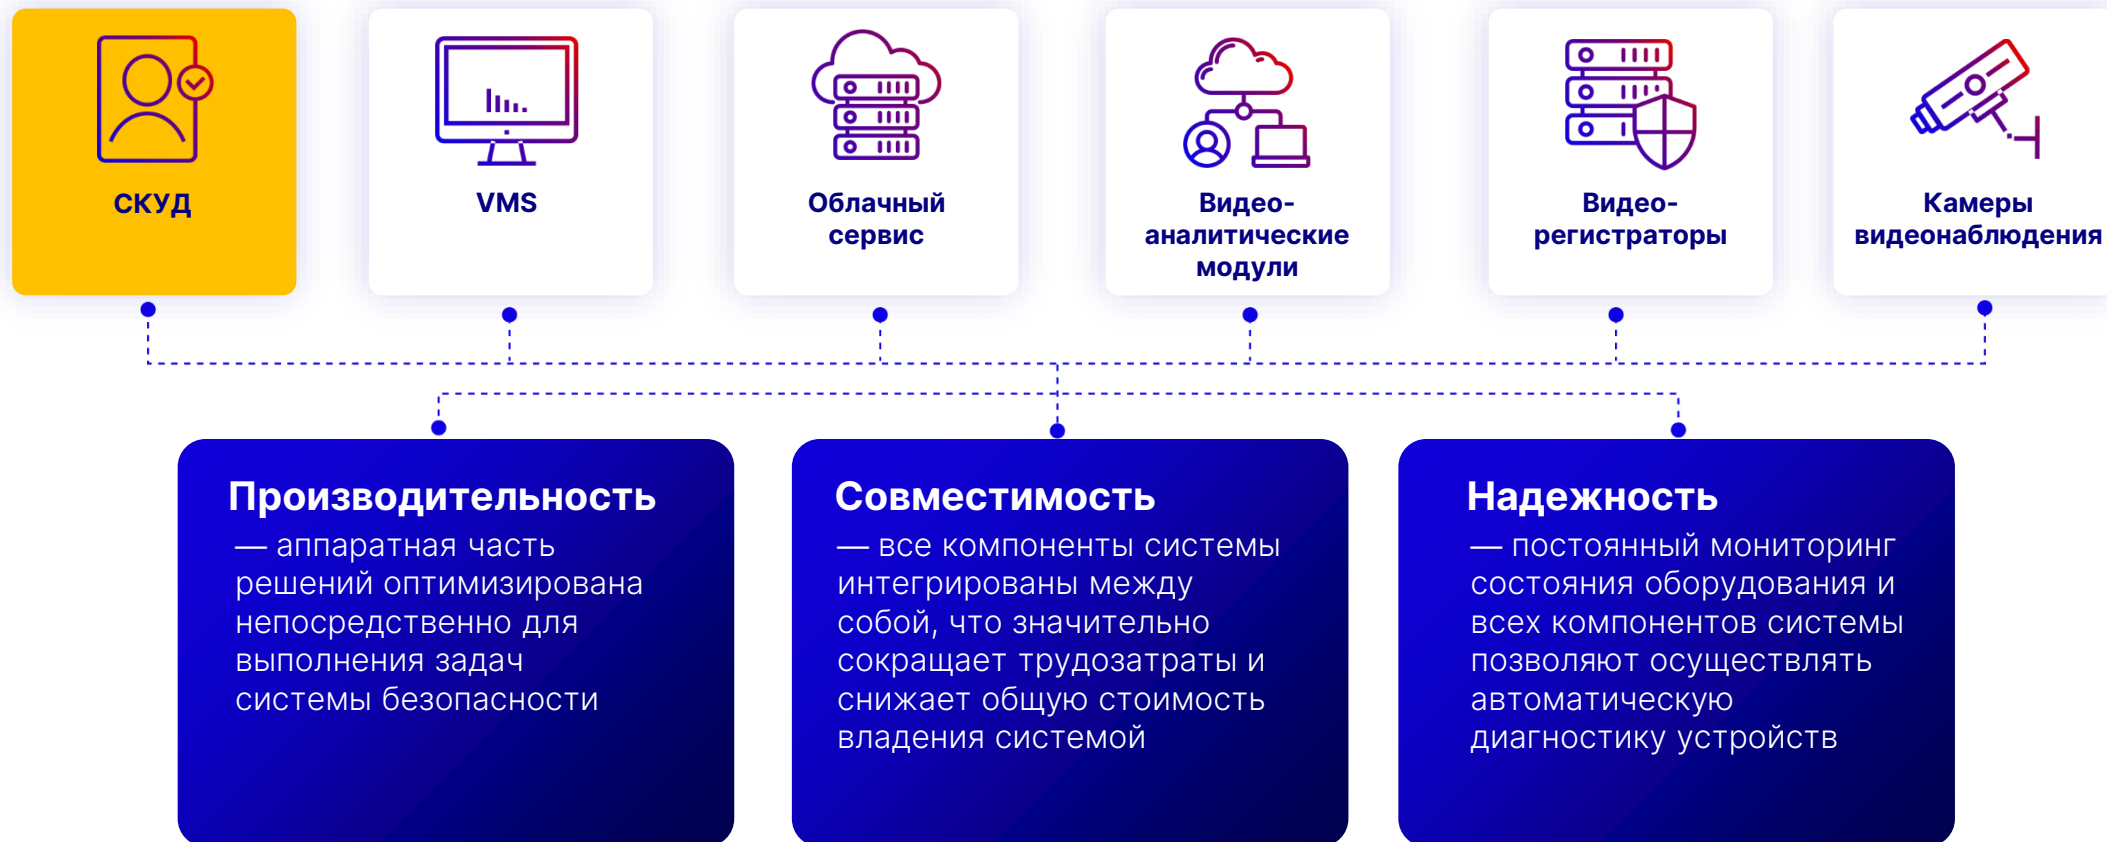 СКУД
VMS
Облачный
сервис
Видео-
аналитические
модули
Видео-
регистраторы
Камеры
видеонаблюдения
Производительность
— аппаратная часть
решений оптимизирована
непосредственно для
выполнения задач
системы безопасности
Совместимость
— все компоненты системы
интегрированы между
собой, что значительно
сокращает трудозатраты и
снижает общую стоимость
владения системой
Надежность
— постоянный мониторинг
состояния оборудования и
всех компонентов системы
позволяют осуществлять
автоматическую
диагностику устройств